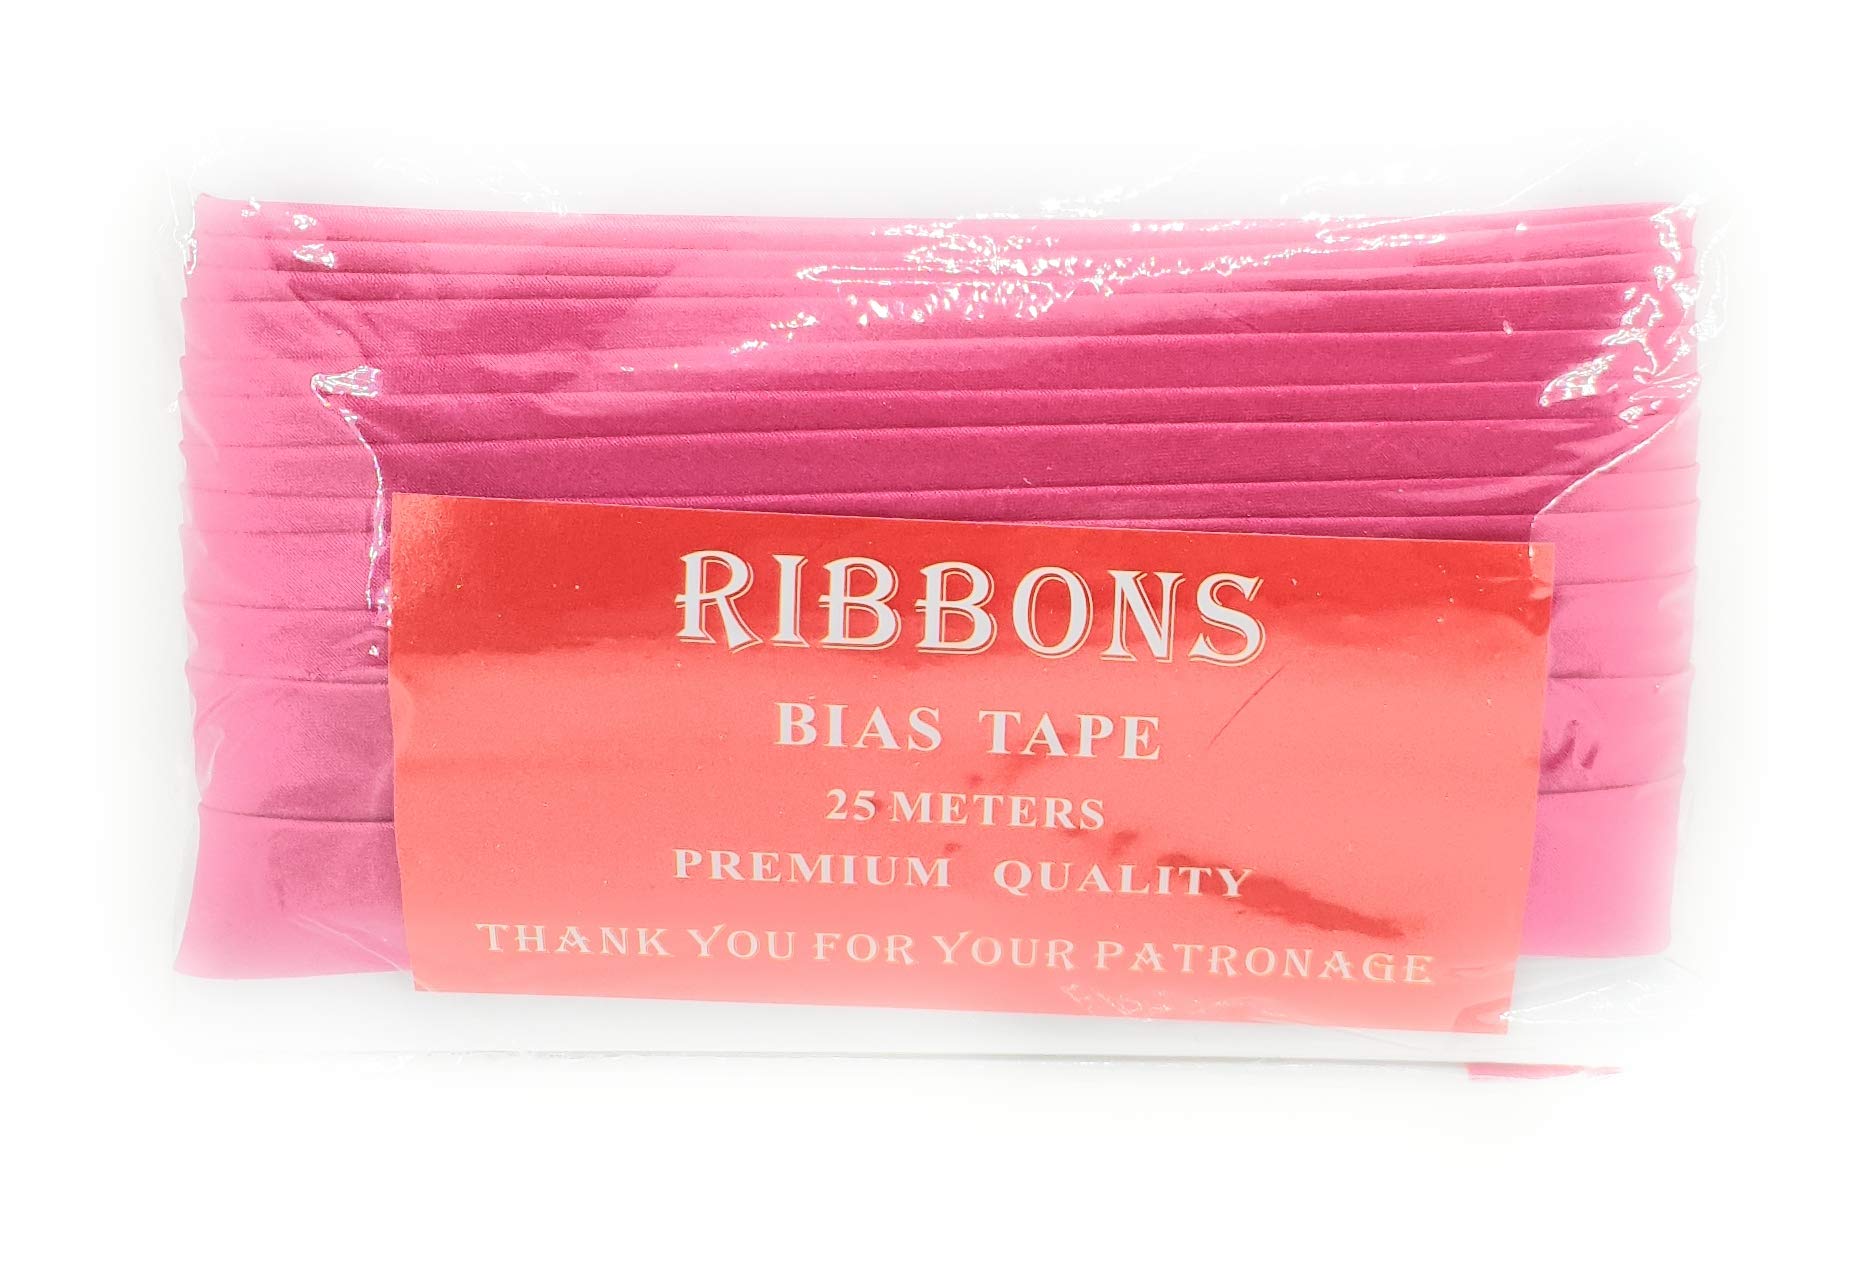 RIBBONS
BIAS TAPE
25 METERS
PREMIUM QUALITY
THANK YOU FOR YOUR PATRONAGE